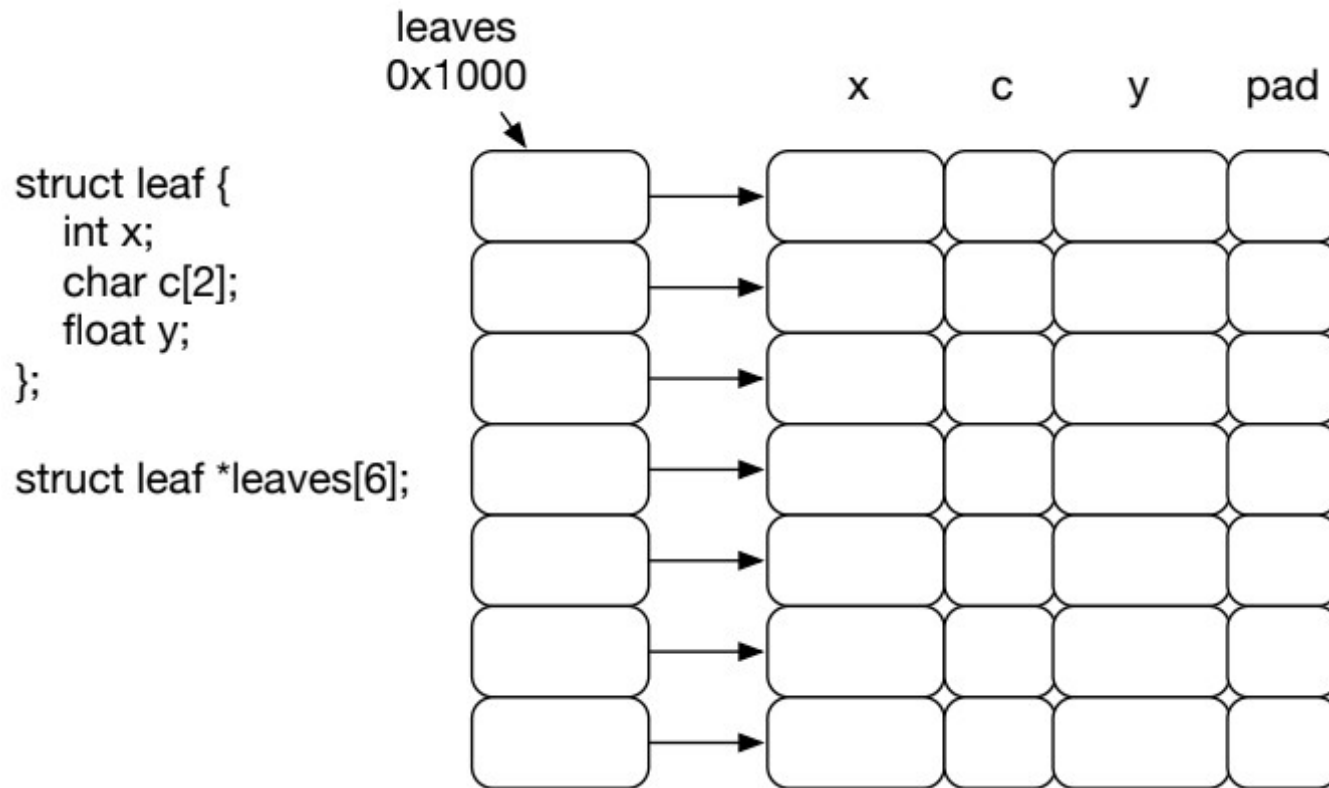 leaves
0x1000
x c y pad
struct leaf {
int x;
char c[2];
float y;
};
struct leaf *leaves[6];